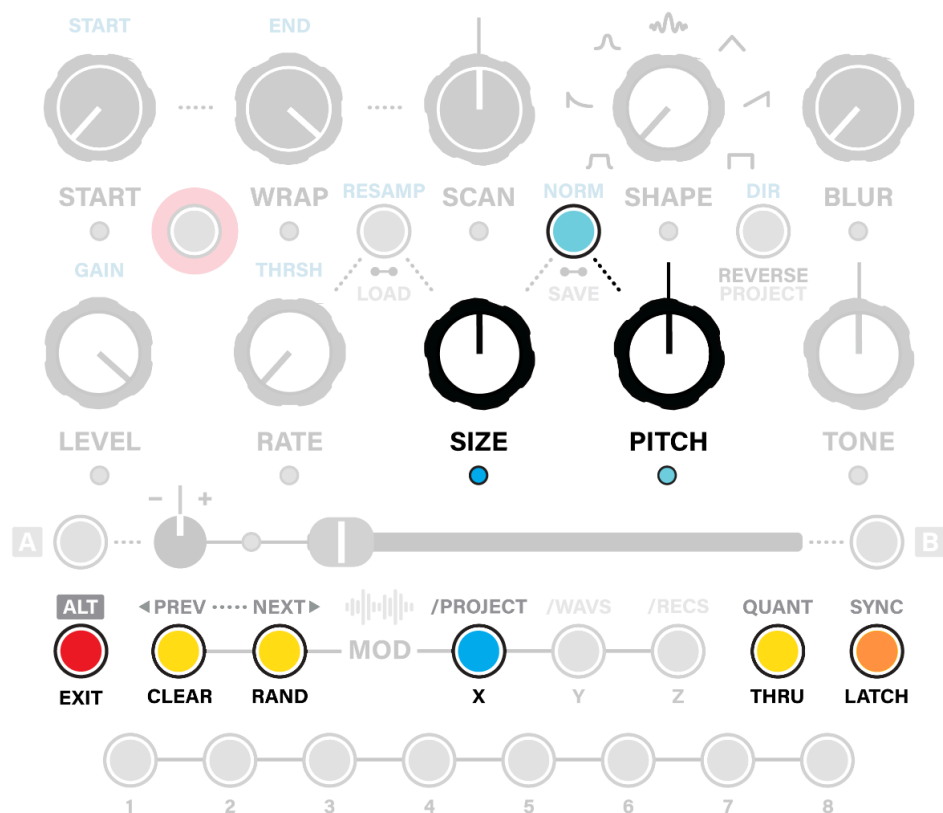 START END
START WRAP RESAMP SCAN NORM SHAPE DIR BLUR
GAIN THRSH LOAD SAVE REVERSE
PROJECT
LEVEL RATE SIZE PITCH TONE
− +
A B
ALT ◀PREV ····· NEXT▶ /PROJECT /WAVS /RECS QUANT SYNC
MOD
EXIT CLEAR RAND X Y Z THRU LATCH
1 2 3 4 5 6 7 8